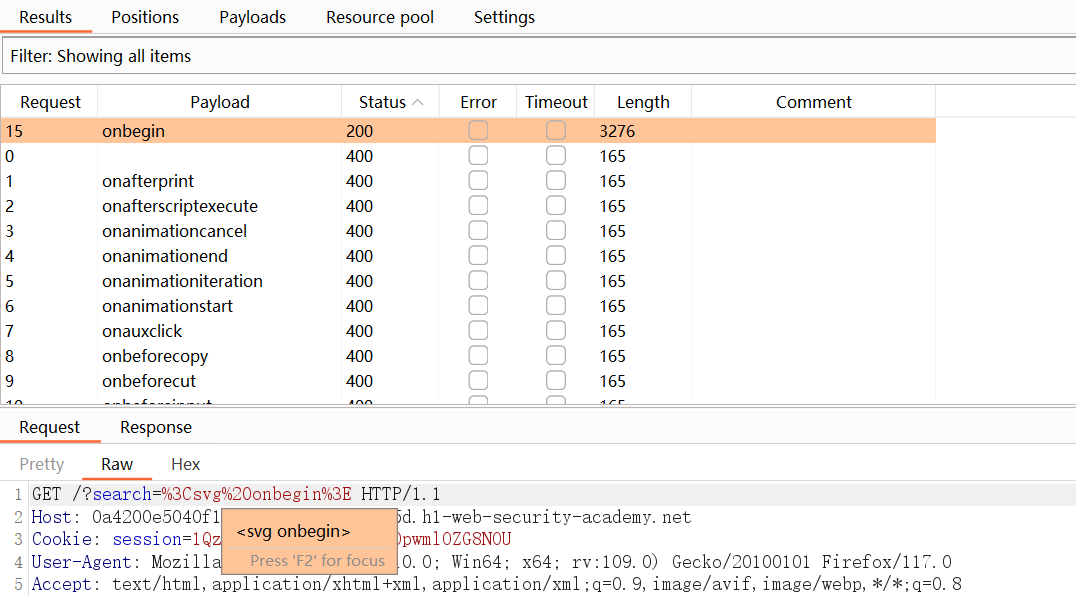 Results Positions Payloads Resource pool Settings
Filter: Showing all items
Request Payload Status Error Timeout Length Comment
15 onbegin 200 3276
0 400 165
1 onafterprint 400 165
2 onafterscriptexecute 400 165
3 onanimationcancel 400 165
4 onanimationend 400 165
5 onanimationiteration 400 165
6 onanimationstart 400 165
7 onauxclick 400 165
8 onbeforecopy 400 165
9 onbeforecut 400 165
10 onbeforeinput 400 165
Request Response
Pretty Raw Hex
1 GET /?search=%3Csvg%20onbegin%3E HTTP/1.1
2 Host: 0a4200e5040f1 5d.h1-web-security-academy.net
<svg onbegin>
3 Cookie: session=
4 User-Agent: Mozilla .0.0; Win64; x64; rv:109.0) Gecko/20100101 Firefox/117.0
Press 'F2' for focus
5 Accept: text/html,application/xhtml+xml,application/xml;q=0.9,image/avif,image/webp,*/*;q=0.8